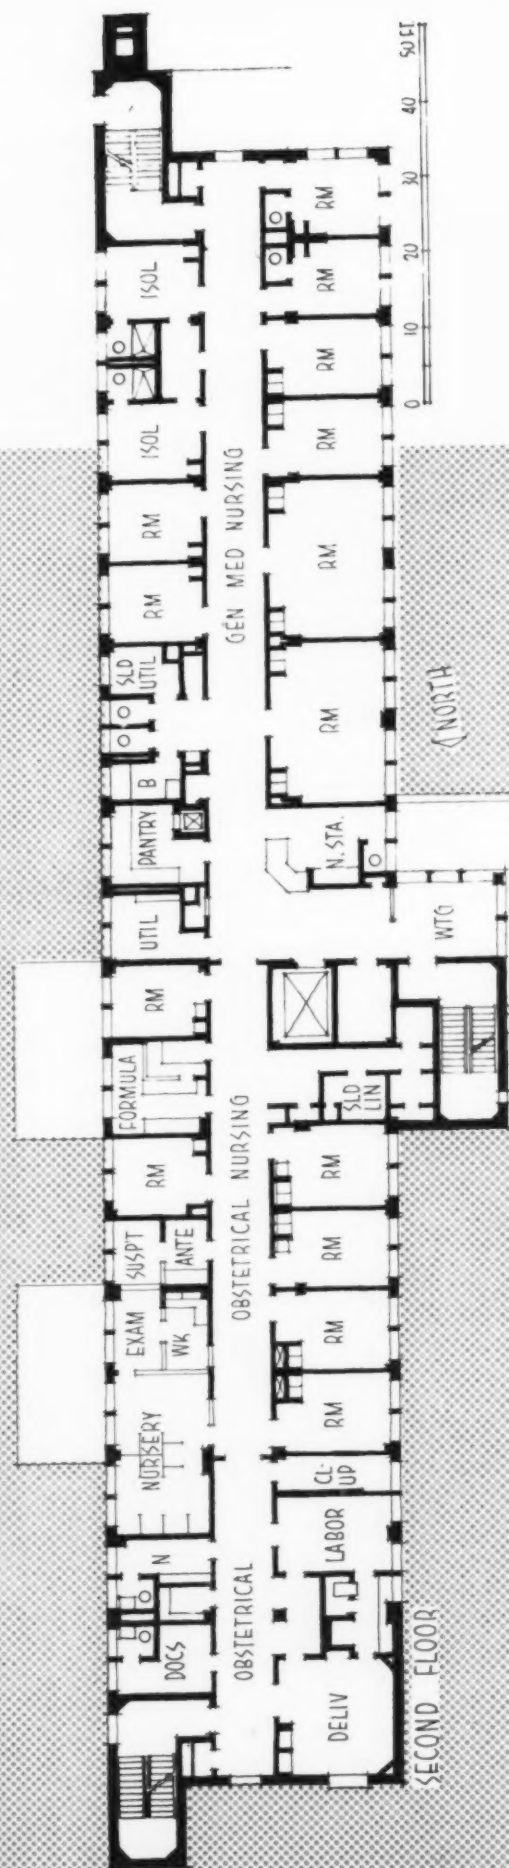 ISOL
ISOL
RM
RM
SLD
UTIL
B
PANTRY
UTIL
RM
FORMULA
RM
SUSP'T
ANTE
EXAM
WK
NURSERY
N
DOCS
GEN MED NURSING
OBSTETRICAL NURSING
OBSTETRICAL
RM
RM
RM
RM
RM
RM
N. STA.
WTG
SLD
LIN
RM
RM
RM
RM
CL-
UP
LABOR
DELIV
0 10 20 30 40 50 FT.
NORTH
SECOND FLOOR